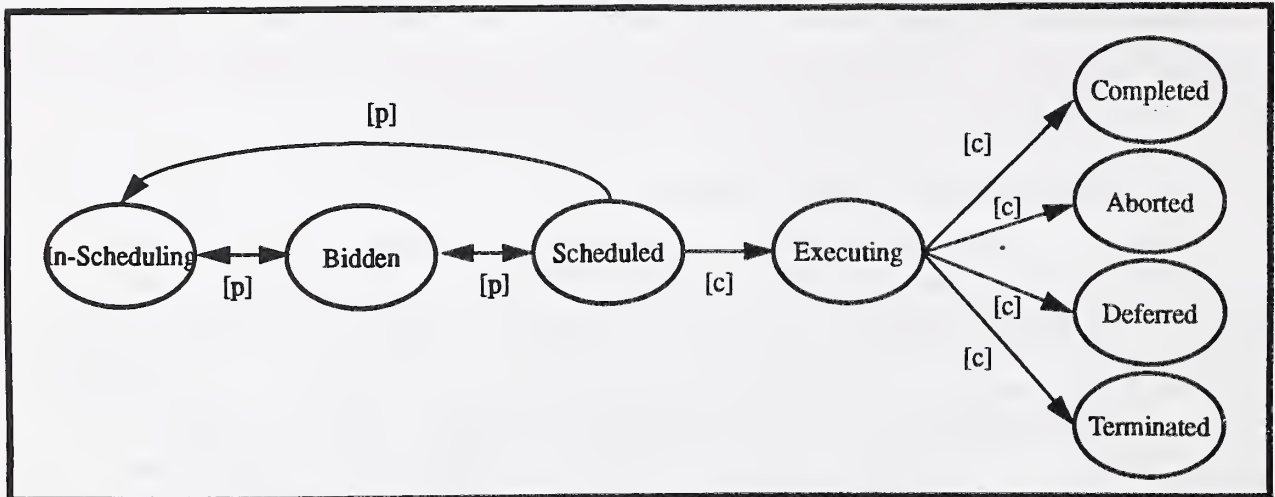 [p]
In-Scheduling
[p]
Bidden
[p]
Scheduled
[c]
Executing
[c]
[c]
[c]
[c]
Completed
Aborted
Deferred
Terminated